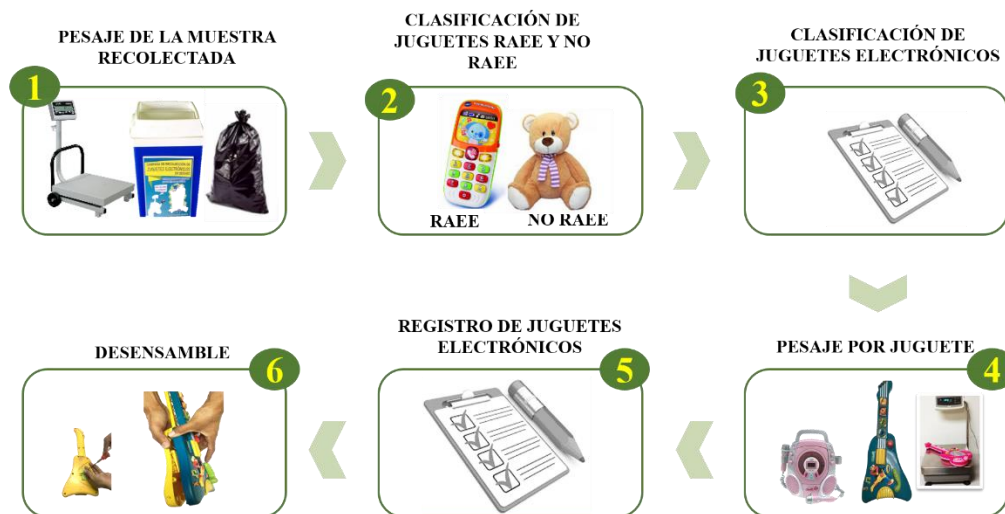 PESAJE DE LA MUESTRA
RECOLECTADA
1
CLASIFICACIÓN DE
JUGUETES RAEE Y NO
RAEE
2
RAEE
NO RAEE
CLASIFICACIÓN DE
JUGUETES ELECTRÓNICOS
3
PESAJE POR JUGUETE
4
REGISTRO DE JUGUETES
ELECTRÓNICOS
5
DESENSAMBLE
6